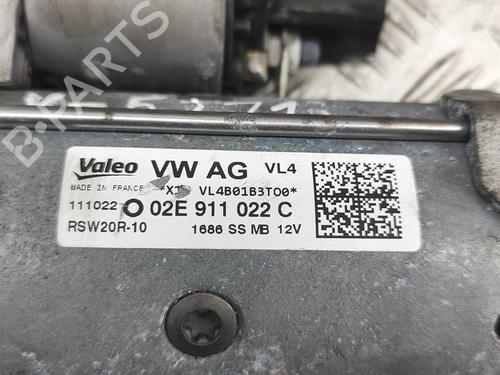 Valeo VW AG VL4
MADE IN FRANCE VL4B01B3T00*
111022 02E 911 022 C
RSW20R-10 1686 SS MB 12V
B-PARTS